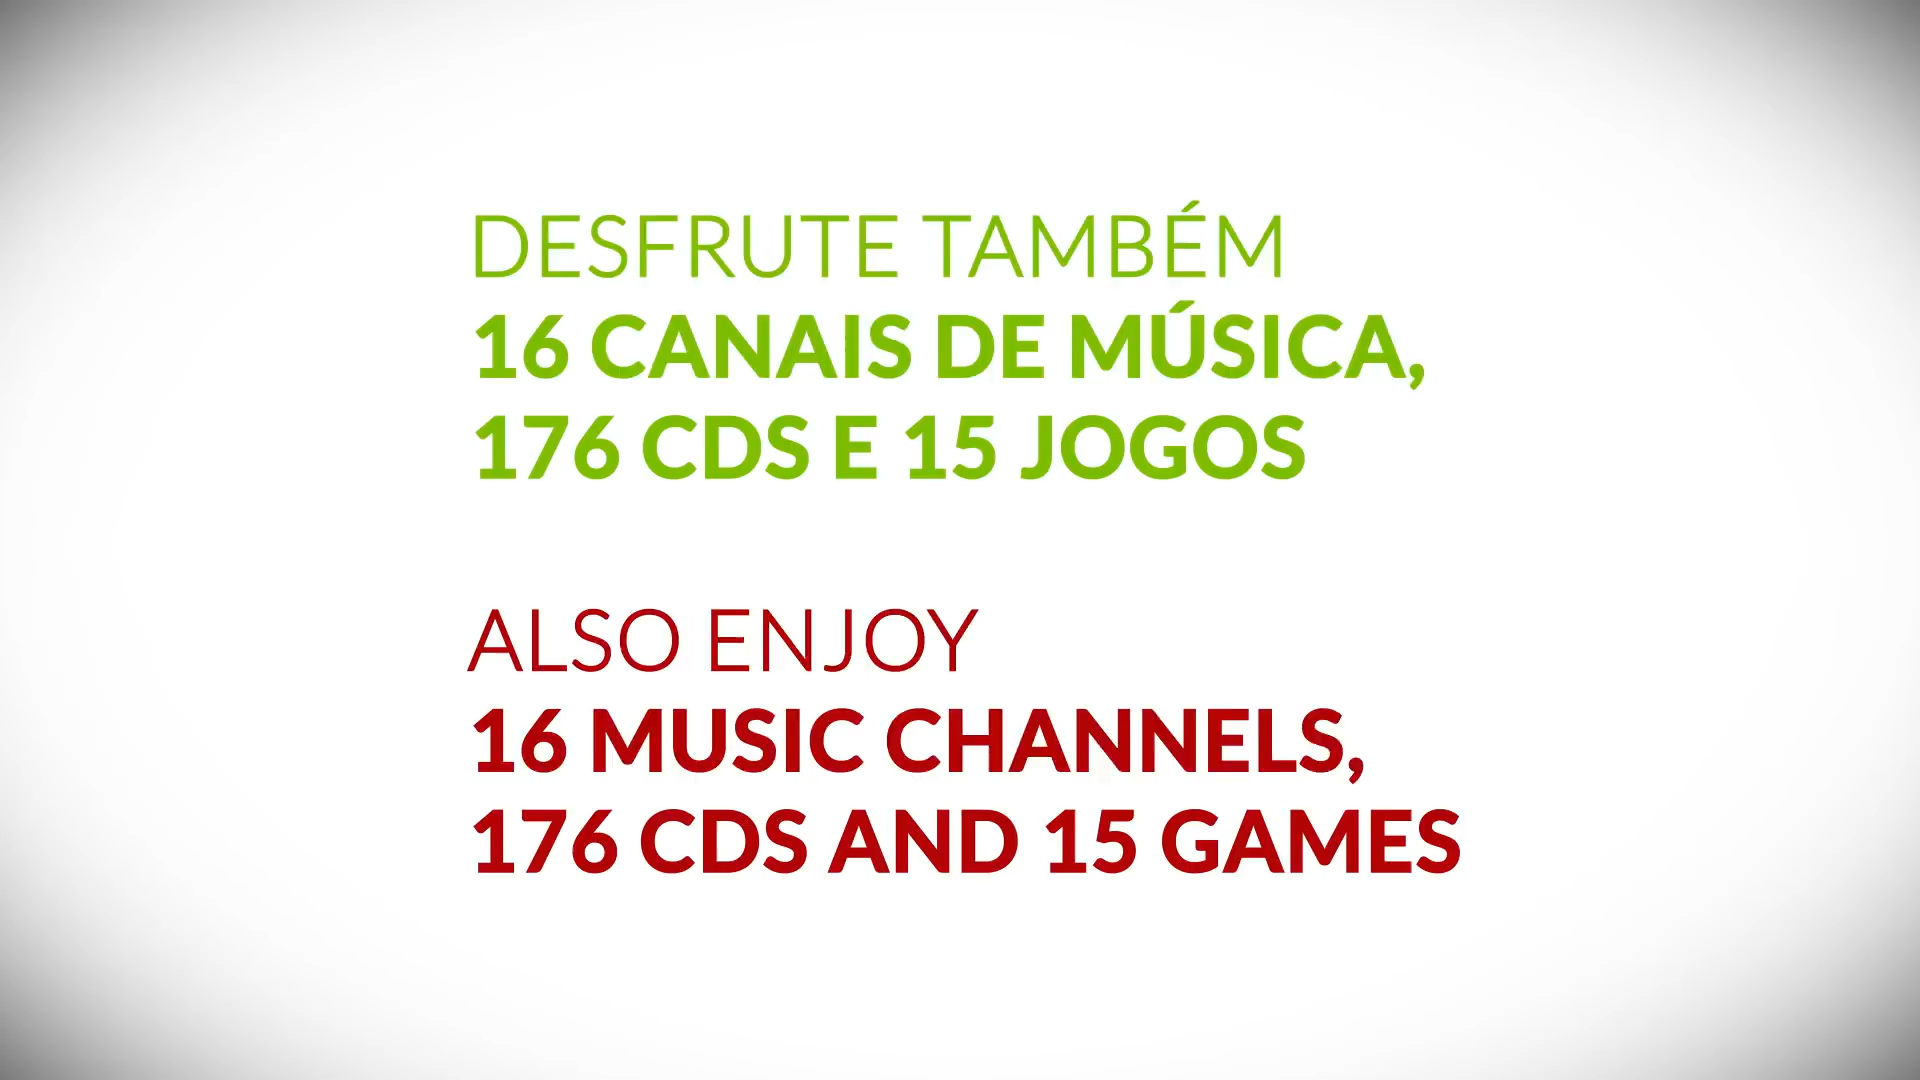 DESFRUTE TAMBÉM
16 CANAIS DE MÚSICA,
176 CDS E 15 JOGOS
ALSO ENJOY
16 MUSIC CHANNELS,
176 CDS AND 15 GAMES